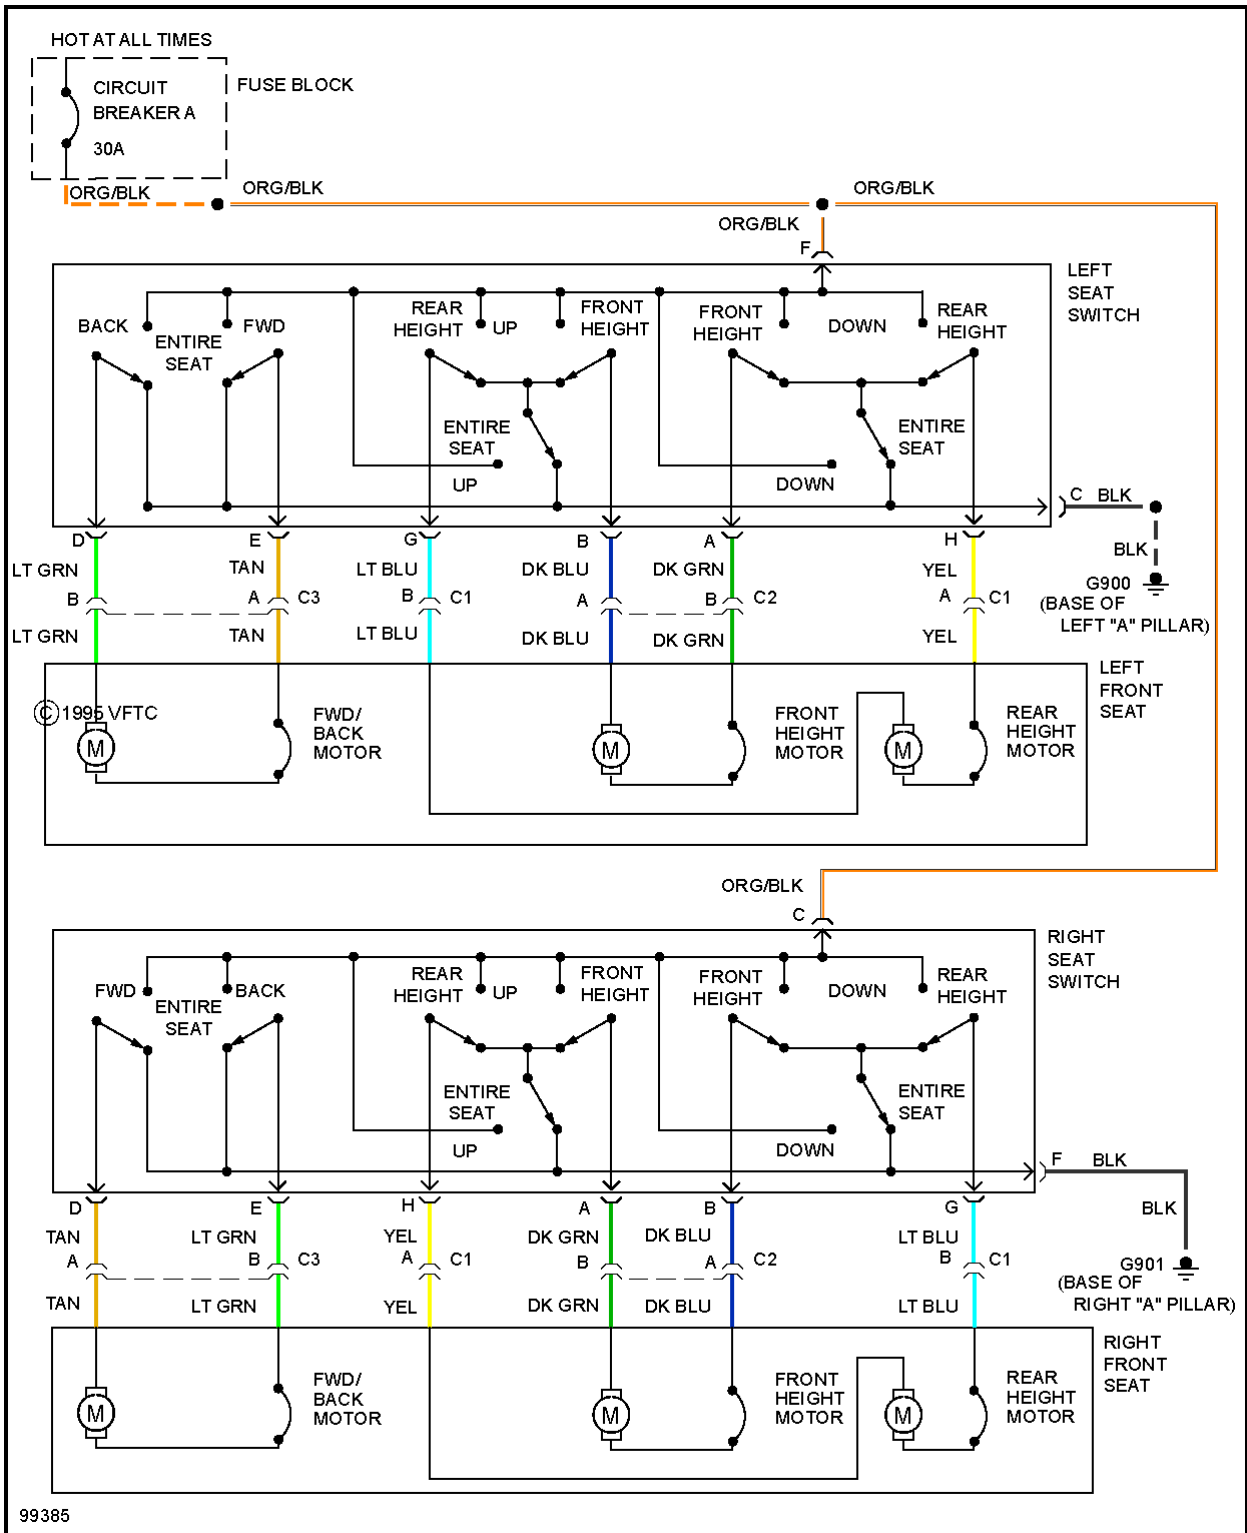 HOT AT ALL TIMES
CIRCUIT
BREAKER A
30A
FUSE BLOCK
ORG/BLK
ORG/BLK
ORG/BLK
ORG/BLK
F
LEFT
SEAT
SWITCH
BACK
ENTIRE
SEAT
FWD
REAR
HEIGHT
UP
FRONT
HEIGHT
FRONT
HEIGHT
DOWN
REAR
HEIGHT
ENTIRE
SEAT
UP
ENTIRE
SEAT
DOWN
C BLK
BLK
G900
(BASE OF
LEFT "A" PILLAR)
D
E
G
B
A
H
LT GRN
TAN
LT BLU
DK BLU
DK GRN
YEL
B
A
C3
B
C1
A
B
C2
A
C1
LT GRN
TAN
LT BLU
DK BLU
DK GRN
YEL
LEFT
FRONT
SEAT
© 1995 VFTC
M
FWD/
BACK
MOTOR
M
FRONT
HEIGHT
MOTOR
M
REAR
HEIGHT
MOTOR
ORG/BLK
C
RIGHT
SEAT
SWITCH
FWD
ENTIRE
SEAT
BACK
REAR
HEIGHT
UP
FRONT
HEIGHT
FRONT
HEIGHT
DOWN
REAR
HEIGHT
ENTIRE
SEAT
UP
ENTIRE
SEAT
DOWN
F BLK
BLK
G901
(BASE OF
RIGHT "A" PILLAR)
D
E
H
A
B
G
TAN
LT GRN
YEL
DK GRN
DK BLU
LT BLU
A
B
C3
A
C1
B
A
C2
B
C1
TAN
LT GRN
YEL
DK GRN
DK BLU
LT BLU
RIGHT
FRONT
SEAT
M
FWD/
BACK
MOTOR
M
FRONT
HEIGHT
MOTOR
M
REAR
HEIGHT
MOTOR
99385